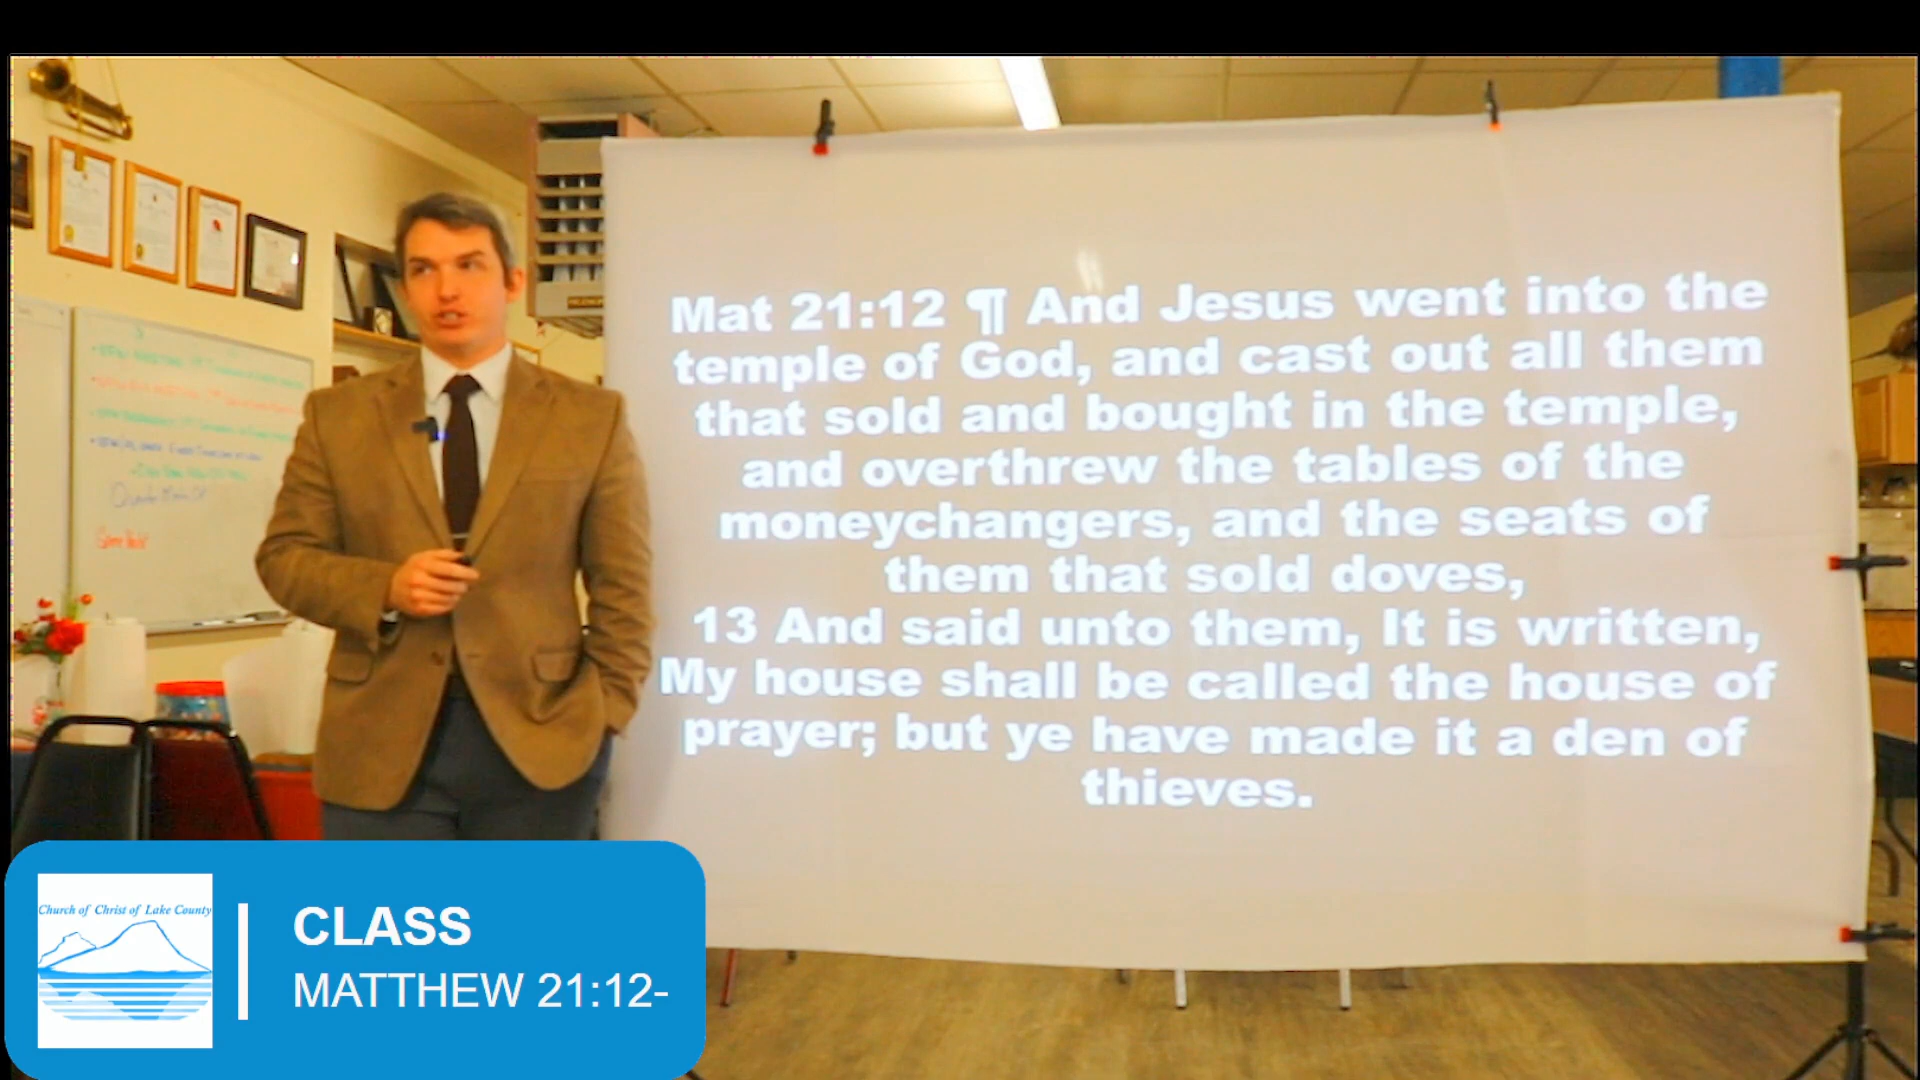 Mat 21:12 ¶ And Jesus went into the
temple of God, and cast out all them
that sold and bought in the temple,
and overthrew the tables of the
moneychangers, and the seats of
them that sold doves,
13 And said unto them, It is written,
My house shall be called the house of
prayer; but ye have made it a den of
thieves.
Church of Christ of Lake County
CLASS
MATTHEW 21:12-